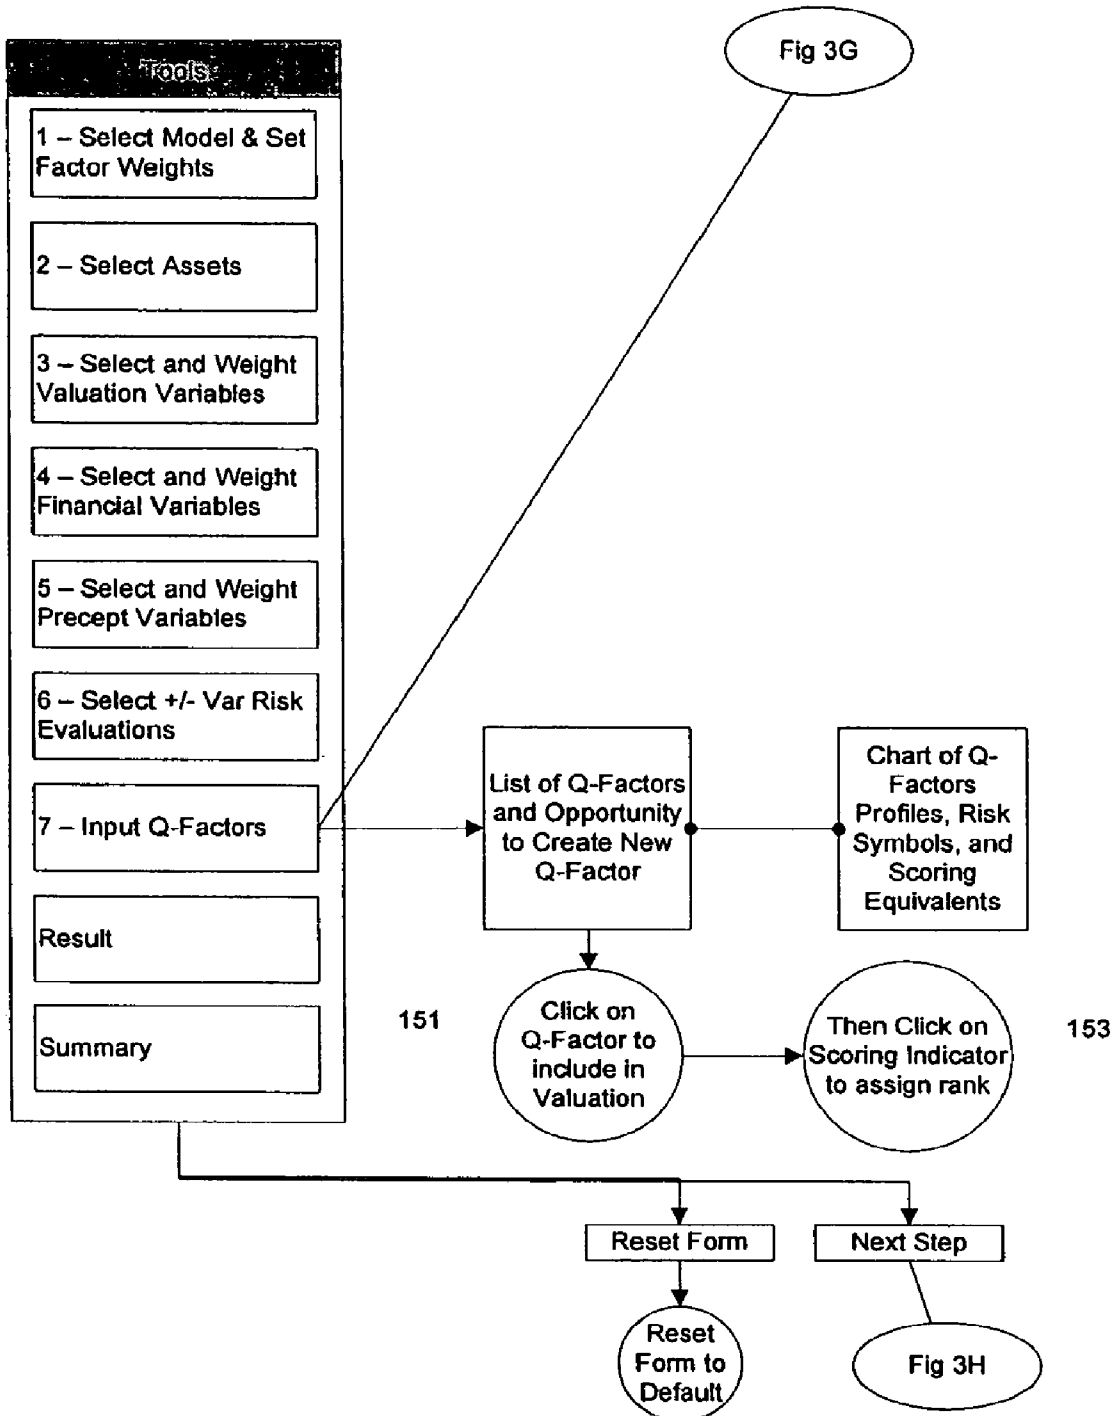 Fig 3G
Tools
1 – Select Model & Set
Factor Weights
2 – Select Assets
3 – Select and Weight
Valuation Variables
4 – Select and Weight
Financial Variables
5 – Select and Weight
Precept Variables
6 – Select +/- Var Risk
Evaluations
7 – Input Q-Factors
Result
Summary
List of Q-Factors
and Opportunity
to Create New
Q-Factor
Chart of Q-
Factors
Profiles, Risk
Symbols, and
Scoring
Equivalents
151
Click on
Q-Factor to
include in
Valuation
Then Click on
Scoring Indicator
to assign rank
153
Reset Form
Next Step
Reset
Form to
Default
Fig 3H